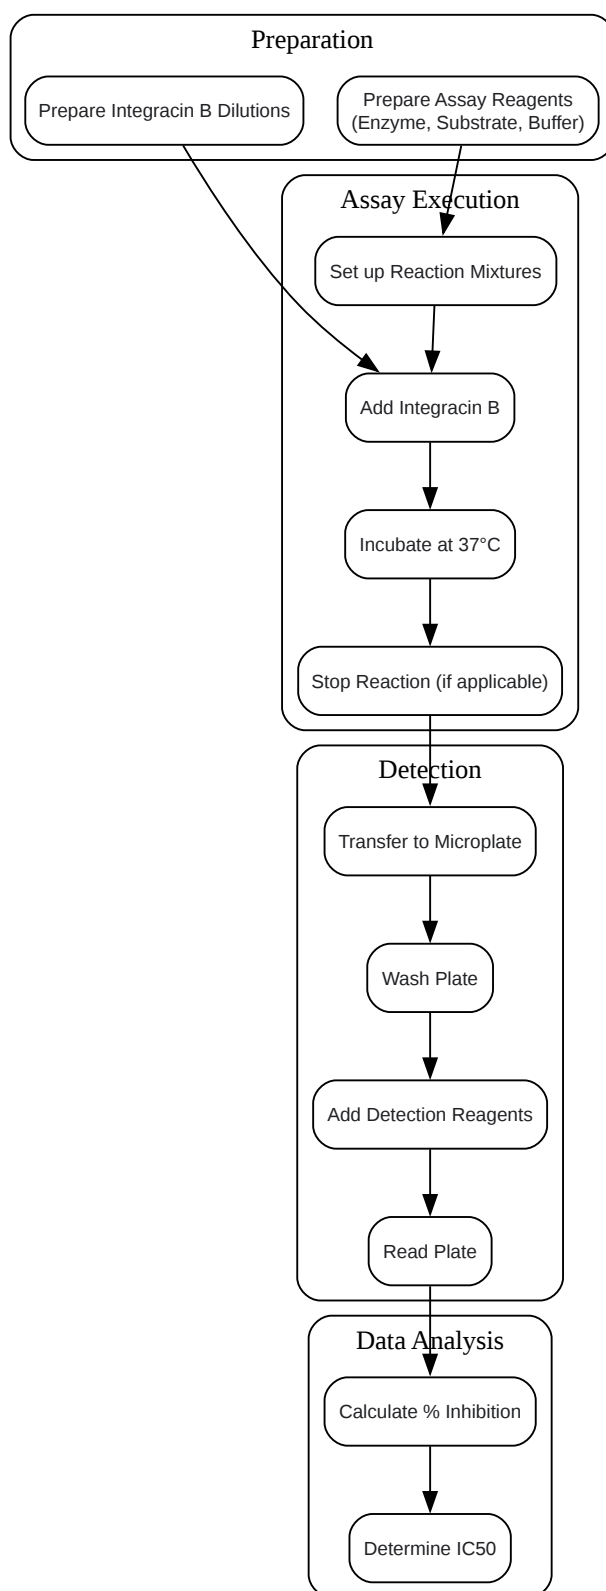 Preparation
Prepare Integracin B Dilutions
Prepare Assay Reagents
(Enzyme, Substrate, Buffer)
Assay Execution
Set up Reaction Mixtures
Add Integracin B
Incubate at 37°C
Stop Reaction (if applicable)
Detection
Transfer to Microplate
Wash Plate
Add Detection Reagents
Read Plate
Data Analysis
Calculate % Inhibition
Determine IC50